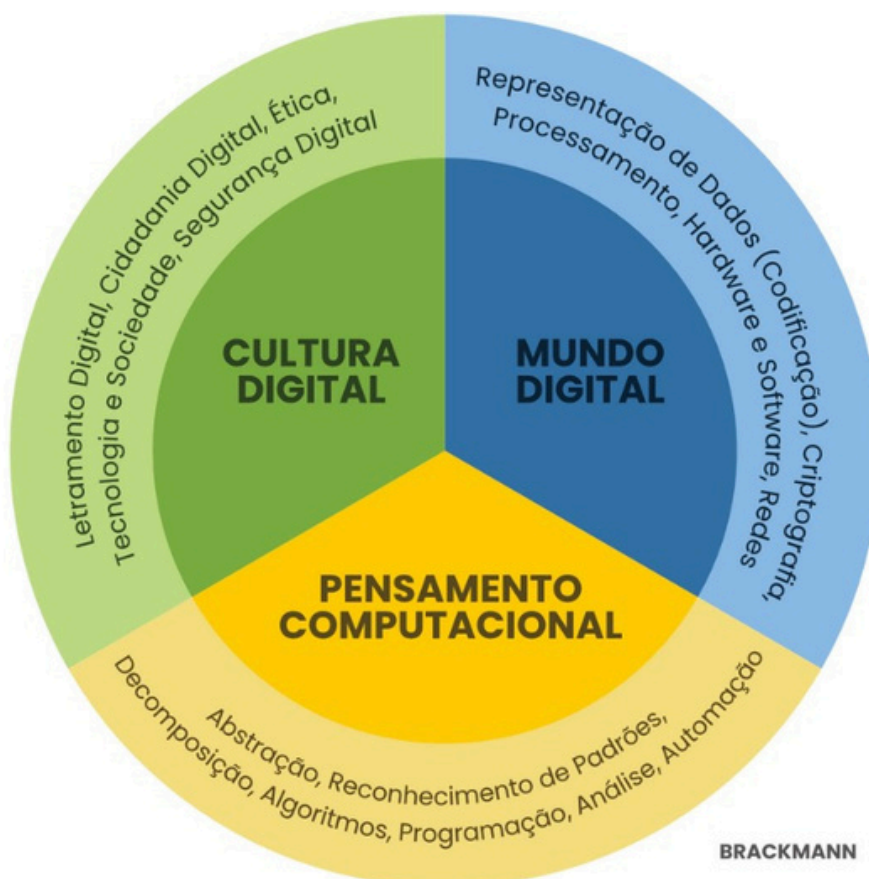 Letramento Digital, Cidadania Digital, Ética,
Tecnologia e Sociedade, Segurança Digital
CULTURA
DIGITAL
Representação de Dados (Codificação), Criptografia,
Processamento, Hardware e Software, Redes
MUNDO
DIGITAL
PENSAMENTO
COMPUTACIONAL
Abstração, Reconhecimento de Padrões,
Decomposição, Algoritmos, Programação, Análise, Automação
BRACKMANN